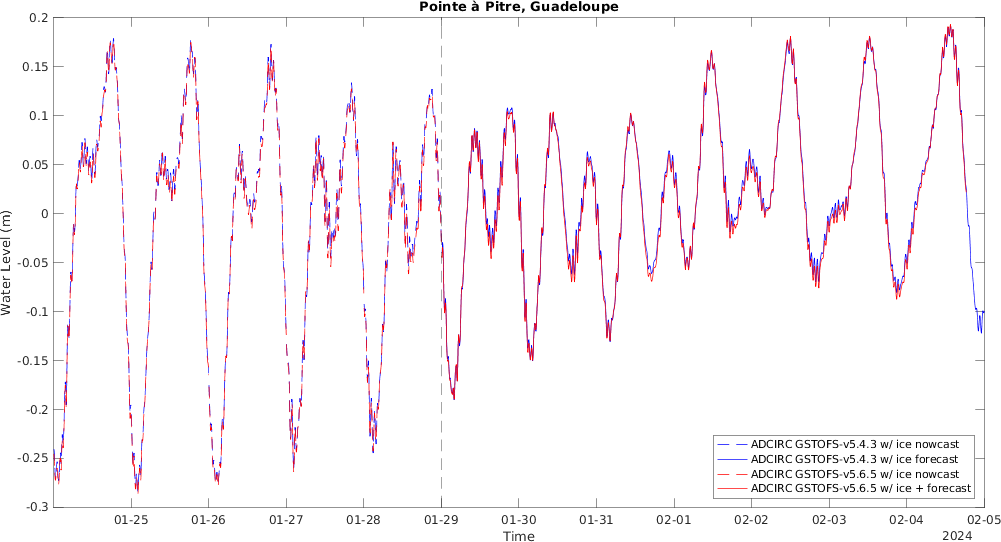 Pointe à Pitre, Guadeloupe
0.2
0.15
0.1
0.05
0
-0.05
-0.1
-0.15
-0.2
-0.25
-0.3
Water Level (m)
ADCIRC GSTOFS-v5.4.3 w/ ice nowcast
ADCIRC GSTOFS-v5.4.3 w/ ice forecast
ADCIRC GSTOFS-v5.6.5 w/ ice nowcast
ADCIRC GSTOFS-v5.6.5 w/ ice + forecast
01-25 01-26 01-27 01-28 01-29 01-30 01-31 02-01 02-02 02-03 02-04 02-05
Time
2024